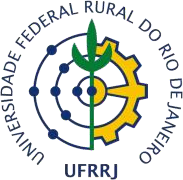 UNIVERSIDADE FEDERAL RURAL DO RIO DE JANEIRO
UFRRJ